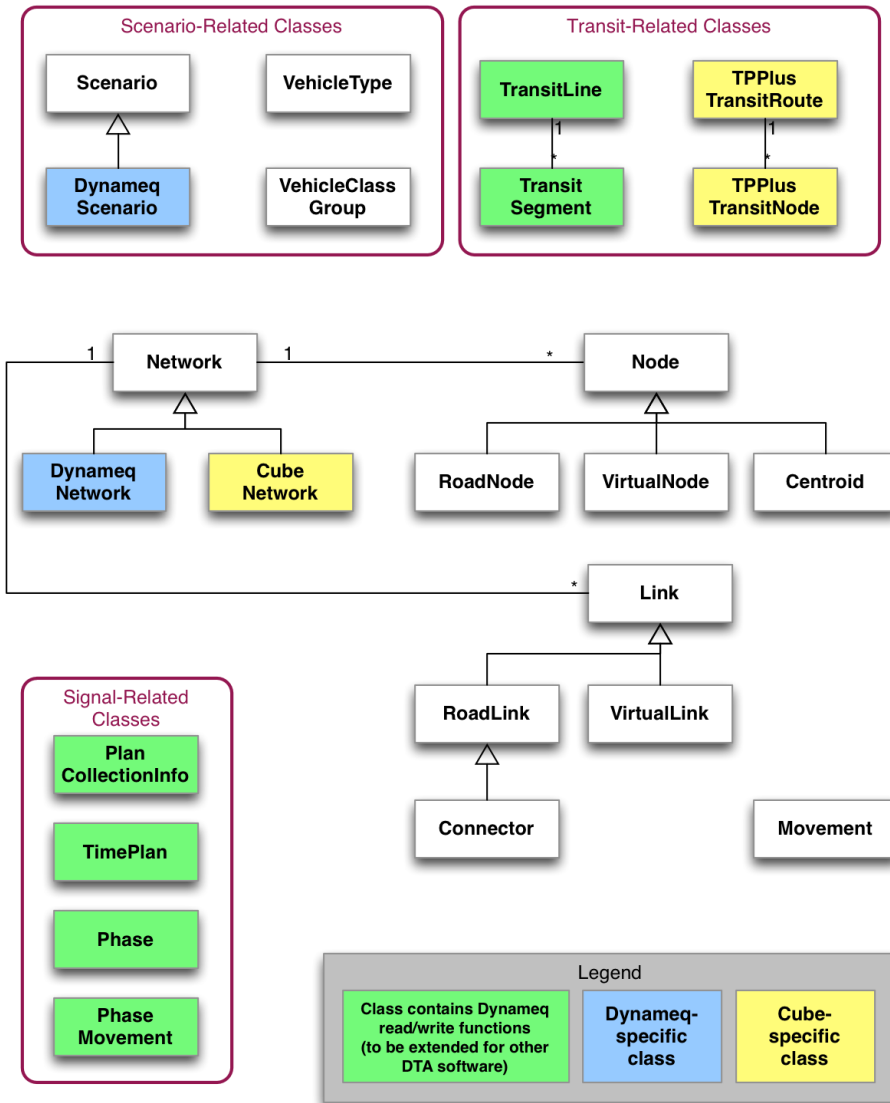 Scenario-Related Classes
Scenario
VehicleType
Dynameq
Scenario
VehicleClass
Group
Transit-Related Classes
TransitLine
TPPlus
TransitRoute
1
1
*
*
Transit
Segment
TPPlus
TransitNode
1
Network
1
*
Node
Dynameq
Network
Cube
Network
RoadNode
VirtualNode
Centroid
*
Link
RoadLink
VirtualLink
Connector
Movement
Signal-Related
Classes
Plan
CollectionInfo
TimePlan
Phase
Phase
Movement
Legend
Class contains Dynameq
read/write functions
(to be extended for other
DTA software)
Dynameq-
specific
class
Cube-
specific
class